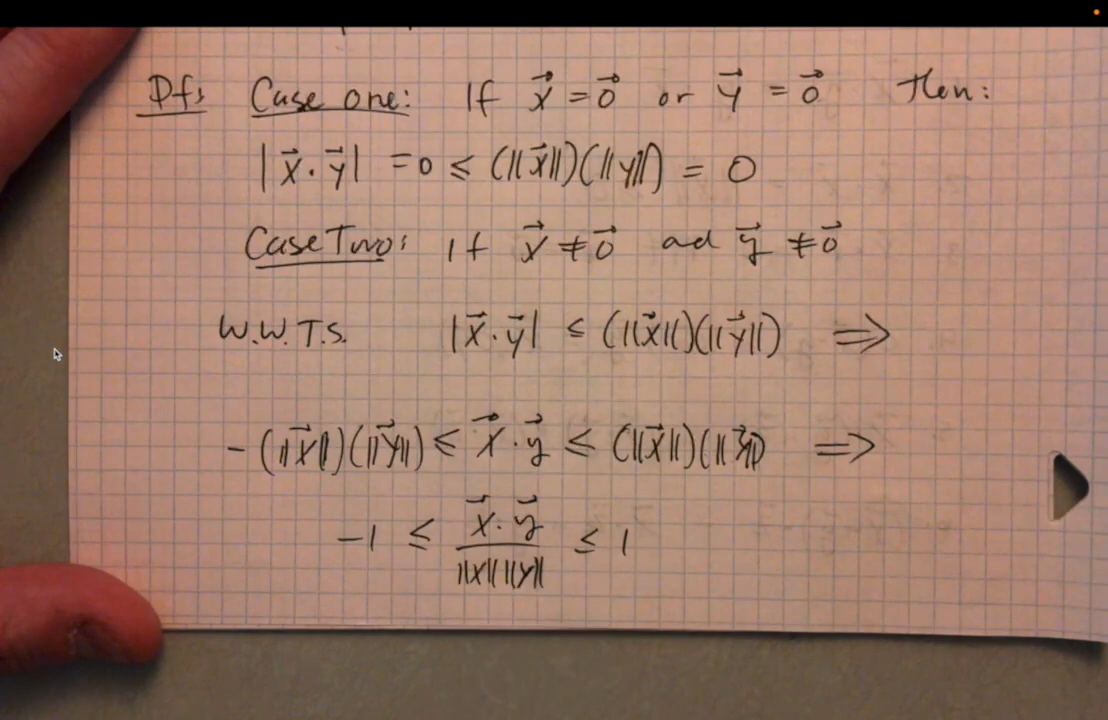 Pf: Case one: If x⃗ = 0⃗ or y⃗ = 0⃗ then:
|x⃗ · y⃗| = 0 ≤ (||x⃗||)(||y||) = 0
Case Two: If x⃗ ≠ 0⃗ and y⃗ ≠ 0⃗
W.W.T.S. |x⃗ · y⃗| ≤ (||x⃗||)(||y⃗||) ⇒
-(||x⃗||)(||y⃗||) ≤ x⃗ · y⃗ ≤ (||x⃗||)(||y⃗||) ⇒
-1 ≤ x⃗ · y⃗ / ||x|| ||y|| ≤ 1